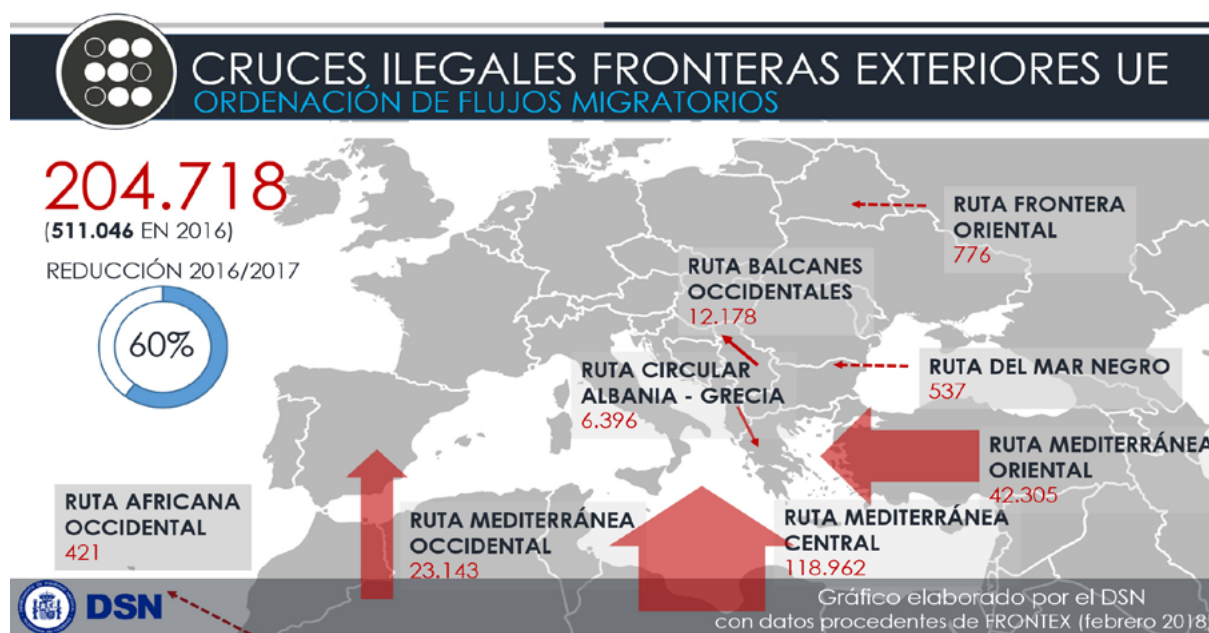 CRUCES ILEGALES FRONTERAS EXTERIORES UE
ORDENACIÓN DE FLUJOS MIGRATORIOS
204.718
(511.046 EN 2016)
REDUCCIÓN 2016/2017
60%
RUTA FRONTERA
ORIENTAL
776
RUTA BALCANES
OCCIDENTALES
12.178
RUTA CIRCULAR
ALBANIA - GRECIA
6.396
RUTA DEL MAR NEGRO
537
RUTA MEDITERRÁNEA
ORIENTAL
42.305
RUTA AFRICANA
OCCIDENTAL
421
RUTA MEDITERRÁNEA
OCCIDENTAL
23.143
RUTA MEDITERRÁNEA
CENTRAL
118.962
DSN
Gráfico elaborado por el DSN
con datos procedentes de FRONTEX (febrero 2018)